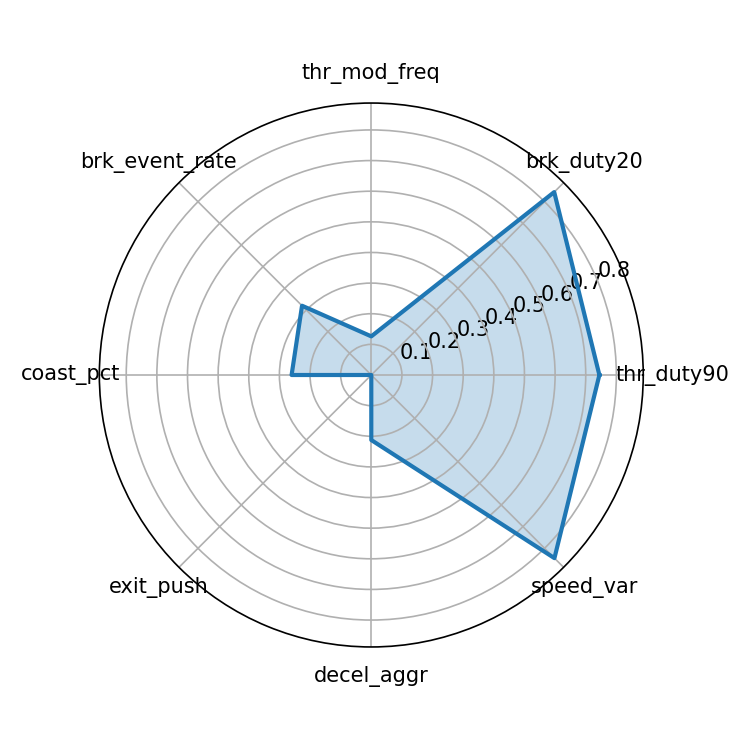 thr_mod_freq
brk_event_rate
brk_duty20
0.8
0.7
0.6
0.5
0.4
0.3
0.2
0.1
coast_pct
thr_duty90
exit_push
speed_var
decel_aggr